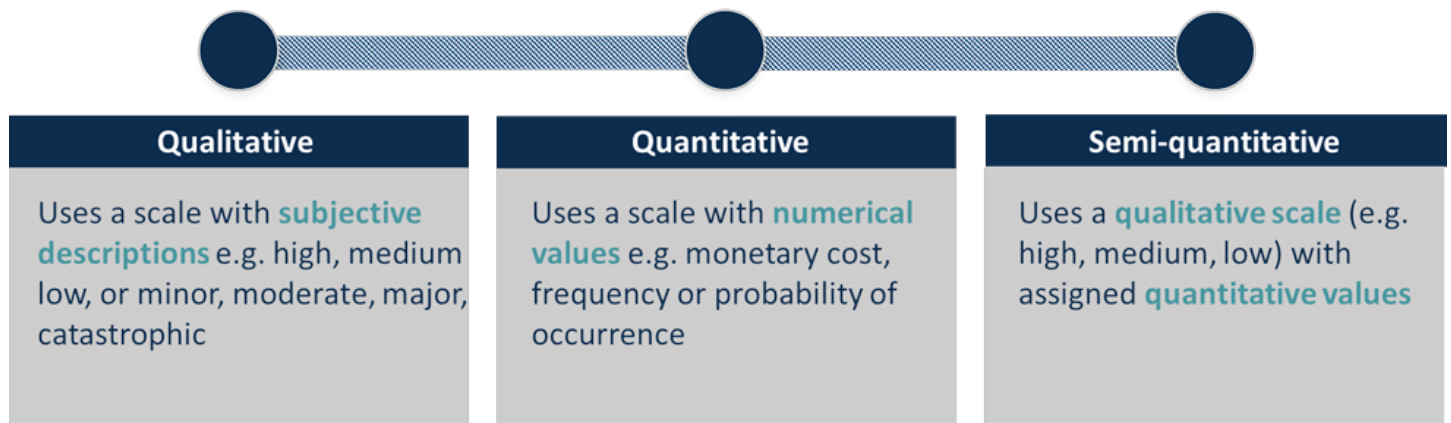 Qualitative
Uses a scale with subjective
descriptions e.g. high, medium
low, or minor, moderate, major,
catastrophic
Quantitative
Uses a scale with numerical
values e.g. monetary cost,
frequency or probability of
occurrence
Semi-quantitative
Uses a qualitative scale (e.g.
high, medium, low) with
assigned quantitative values